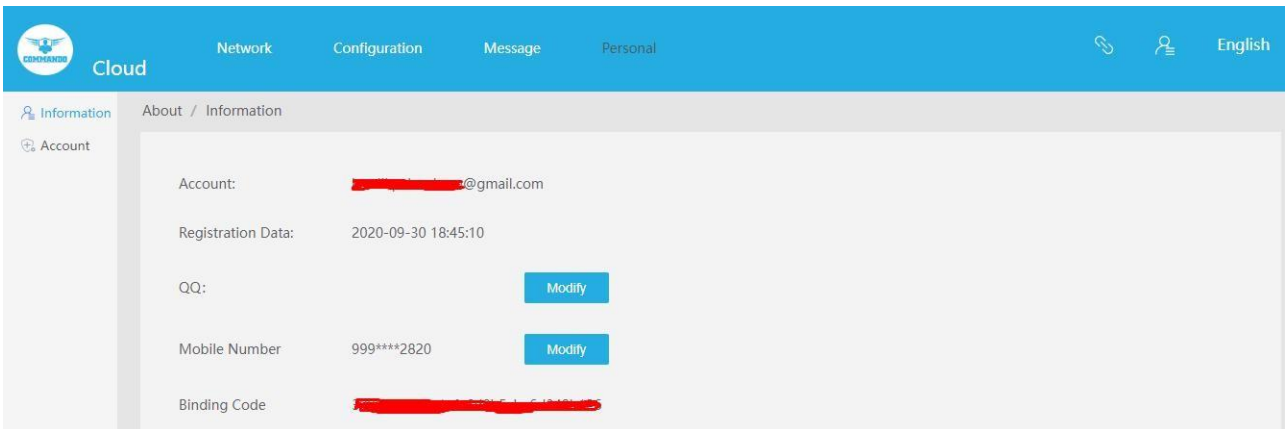 COMMANDO
Cloud Network Configuration Message Personal English
Information About / Information
Account
Account: @gmail.com
Registration Data: 2020-09-30 18:45:10
QQ: Modify
Mobile Number 999****2820 Modify
Binding Code